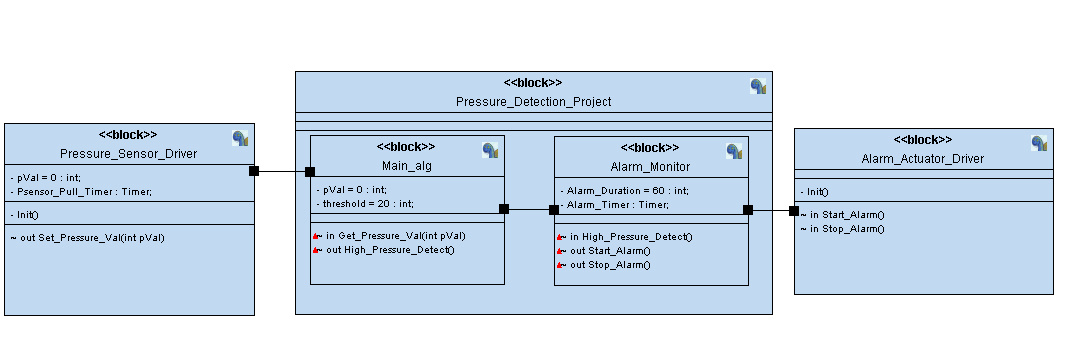 <<block>>
Pressure_Detection_Project
<<block>>
Pressure_Sensor_Driver
- pVal = 0 : int;
- Psensor_Pull_Timer : Timer;
- Init()
~ out Set_Pressure_Val(int pVal)
<<block>>
Main_alg
- pVal = 0 : int;
- threshold = 20 : int;
~ in Get_Pressure_Val(int pVal)
~ out High_Pressure_Detect()
<<block>>
Alarm_Monitor
- Alarm_Duration = 60 : int;
- Alarm_Timer : Timer;
~ in High_Pressure_Detect()
~ out Start_Alarm()
~ out Stop_Alarm()
<<block>>
Alarm_Actuator_Driver
- Init()
~ in Start_Alarm()
~ in Stop_Alarm()